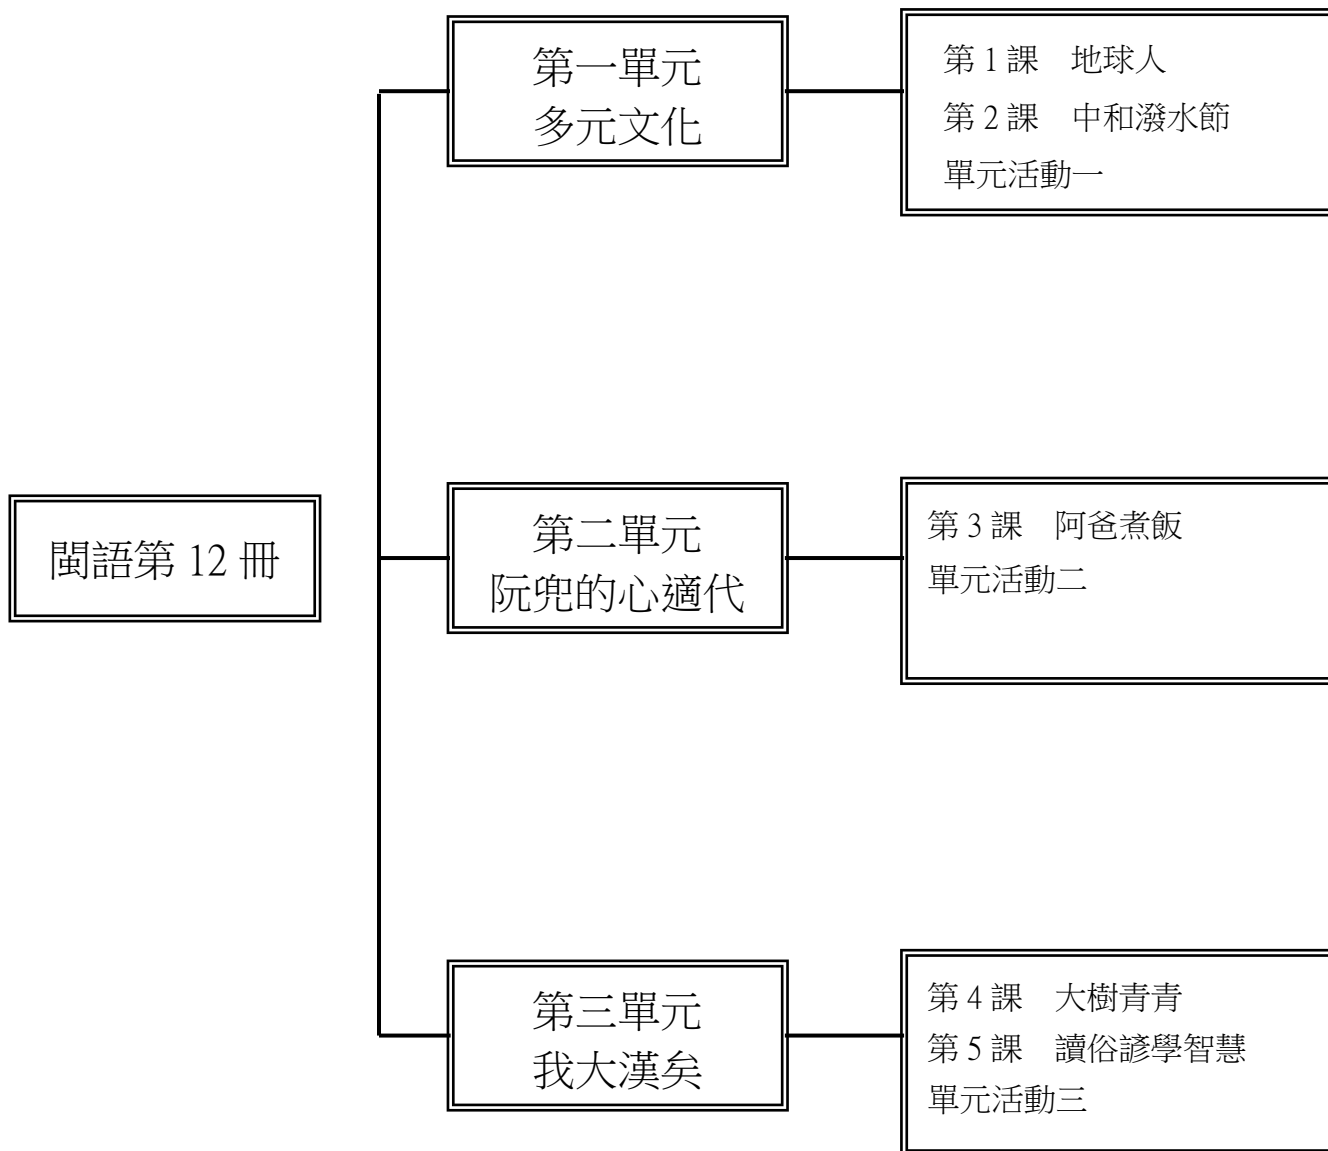 閩語第 12 冊
第一單元
多元文化
第 1 課　地球人
第 2 課　中和潑水節
單元活動一
第二單元
阮兜的心適代
第 3 課　阿爸煮飯
單元活動二
第三單元
我大漢矣
第 4 課　大樹青青
第 5 課　讀俗諺學智慧
單元活動三